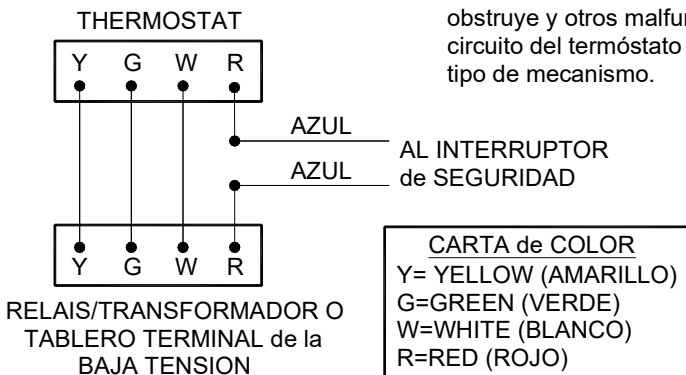 THERMOSTAT
Y G W R
obstruye y otros
circuito del termóstato
tipo de mecanismo.
AZUL
AZUL
AL INTERRUPTOR
de SEGURIDAD
Y G W R
RELAIS/TRANSFORMADOR O
TABLERO TERMINAL de la
BAJA TENSION
CARTA de COLOR
Y= YELLOW (AMARILLO)
G=GREEN (VERDE)
W=WHITE (BLANCO)
R=RED (ROJO)